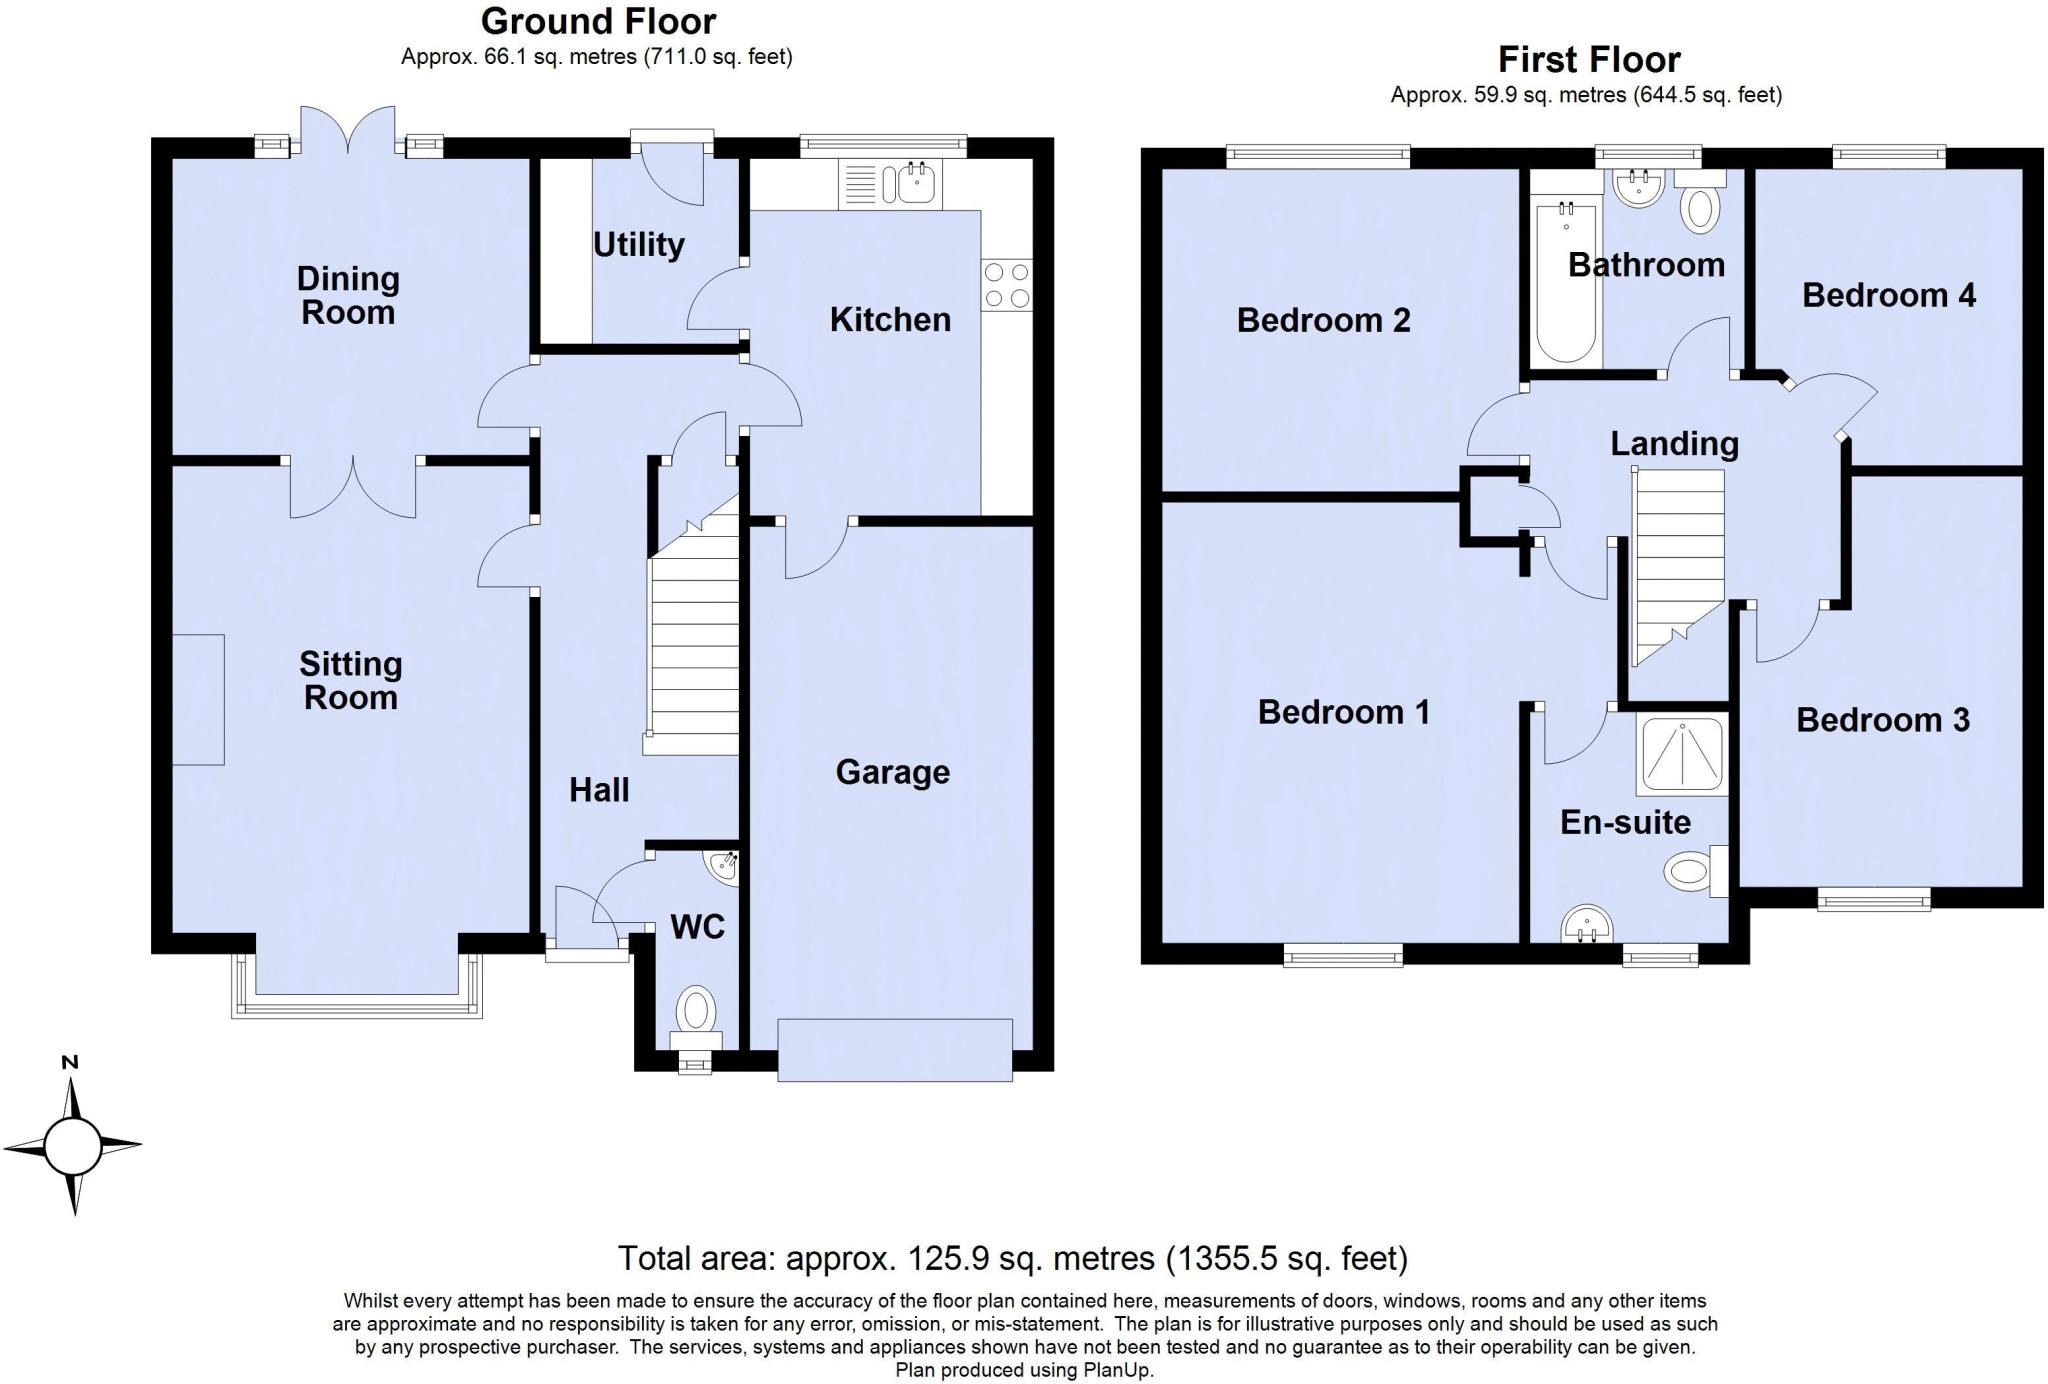 Ground Floor
Approx. 66.1 sq. metres (711.0 sq. feet)
First Floor
Approx. 59.9 sq. metres (644.5 sq. feet)
Dining
Room
Utility
Kitchen
Sitting
Room
Hall
Garage
WC
Bedroom 2
Bathroom
Bedroom 4
Landing
Bedroom 1
Bedroom 3
En-suite
N
Total area: approx. 125.9 sq. metres (1355.5 sq. feet)
Whilst every attempt has been made to ensure the accuracy of the floor plan contained here, measurements of doors, windows, rooms and any other items
are approximate and no responsibility is taken for any error, omission, or mis-statement. The plan is for illustrative purposes only and should be used as such
by any prospective purchaser. The services, systems and appliances shown have not been tested and no guarantee as to their operability can be given.
Plan produced using PlanUp.